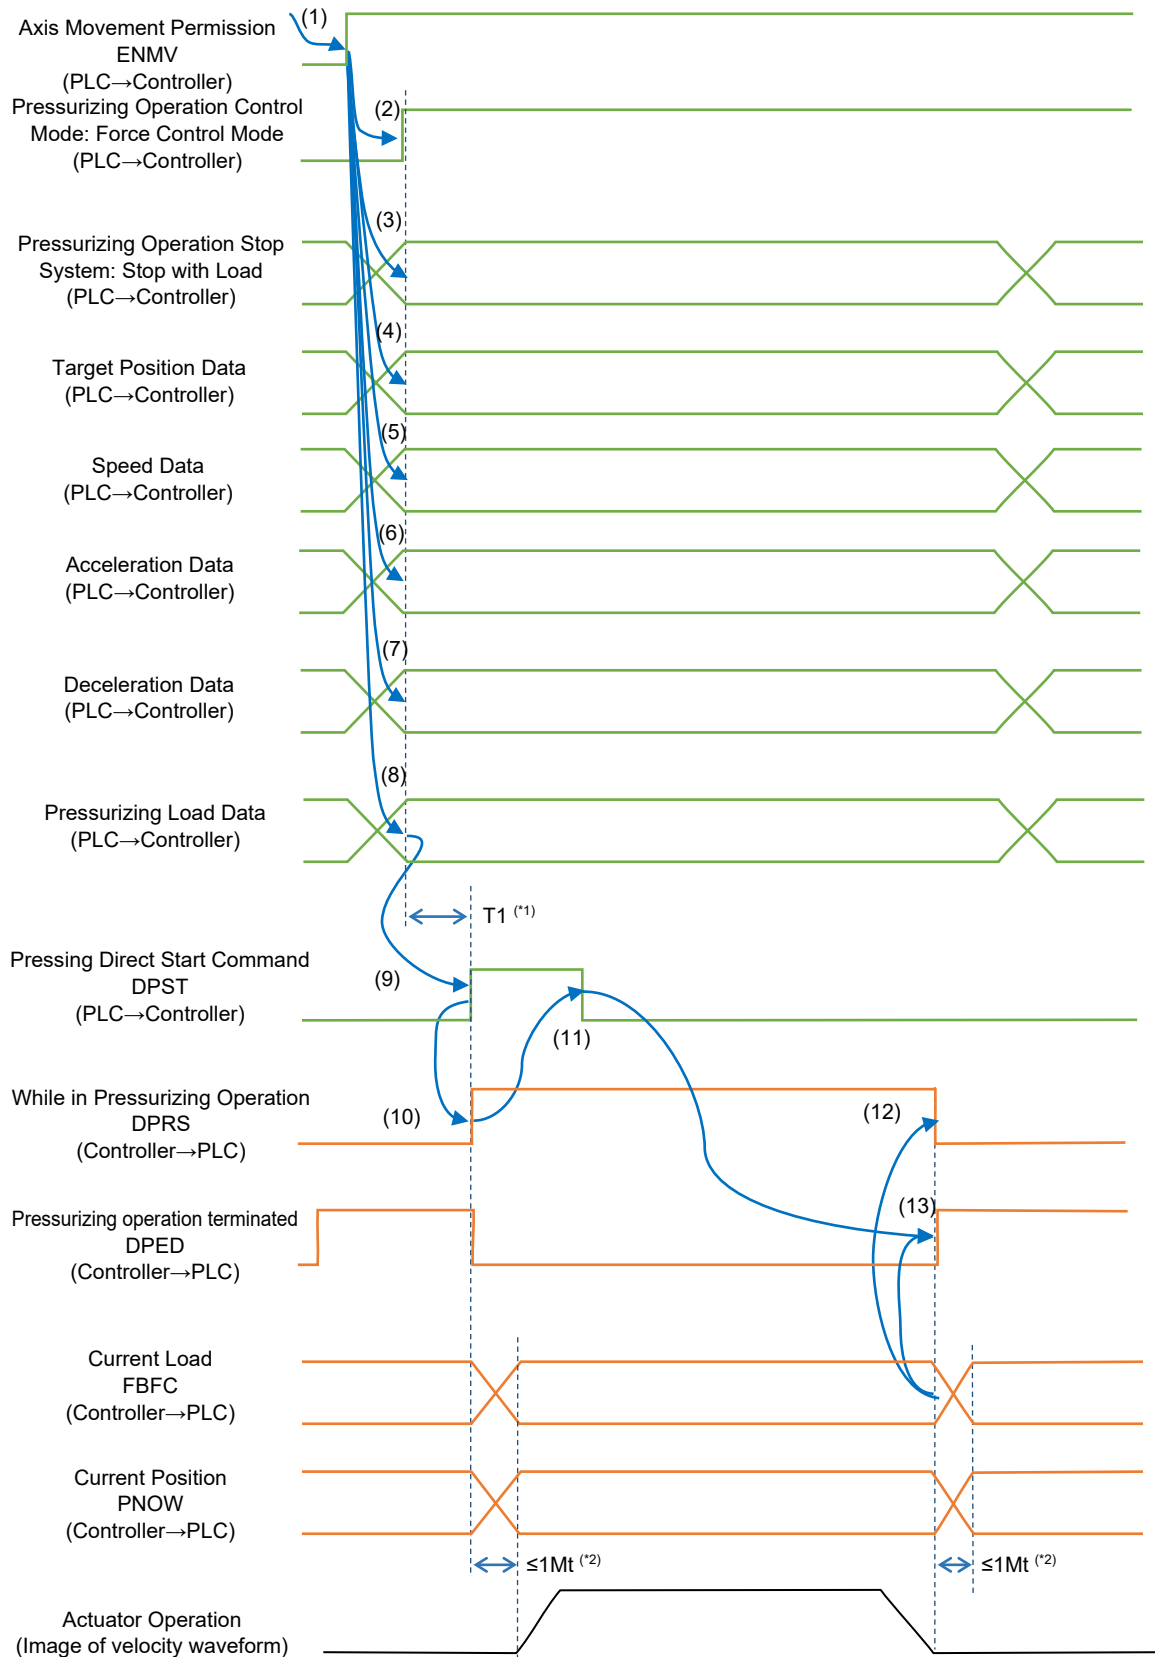 (1)
Axis Movement Permission
ENMV
(PLC→Controller)
Pressurizing Operation Control
Mode: Force Control Mode
(PLC→Controller)
(2)
(3)
Pressurizing Operation Stop
System: Stop with Load
(PLC→Controller)
(4)
Target Position Data
(PLC→Controller)
(5)
Speed Data
(PLC→Controller)
(6)
Acceleration Data
(PLC→Controller)
(7)
Deceleration Data
(PLC→Controller)
(8)
Pressurizing Load Data
(PLC→Controller)
T1 (*1)
Pressing Direct Start Command
DPST
(PLC→Controller)
(9)
(11)
While in Pressurizing Operation
DPRS
(Controller→PLC)
(10)
(12)
(13)
Pressurizing operation terminated
DPED
(Controller→PLC)
Current Load
FBFC
(Controller→PLC)
Current Position
PNOW
(Controller→PLC)
≤1Mt (*2)
≤1Mt (*2)
Actuator Operation
(Image of velocity waveform)